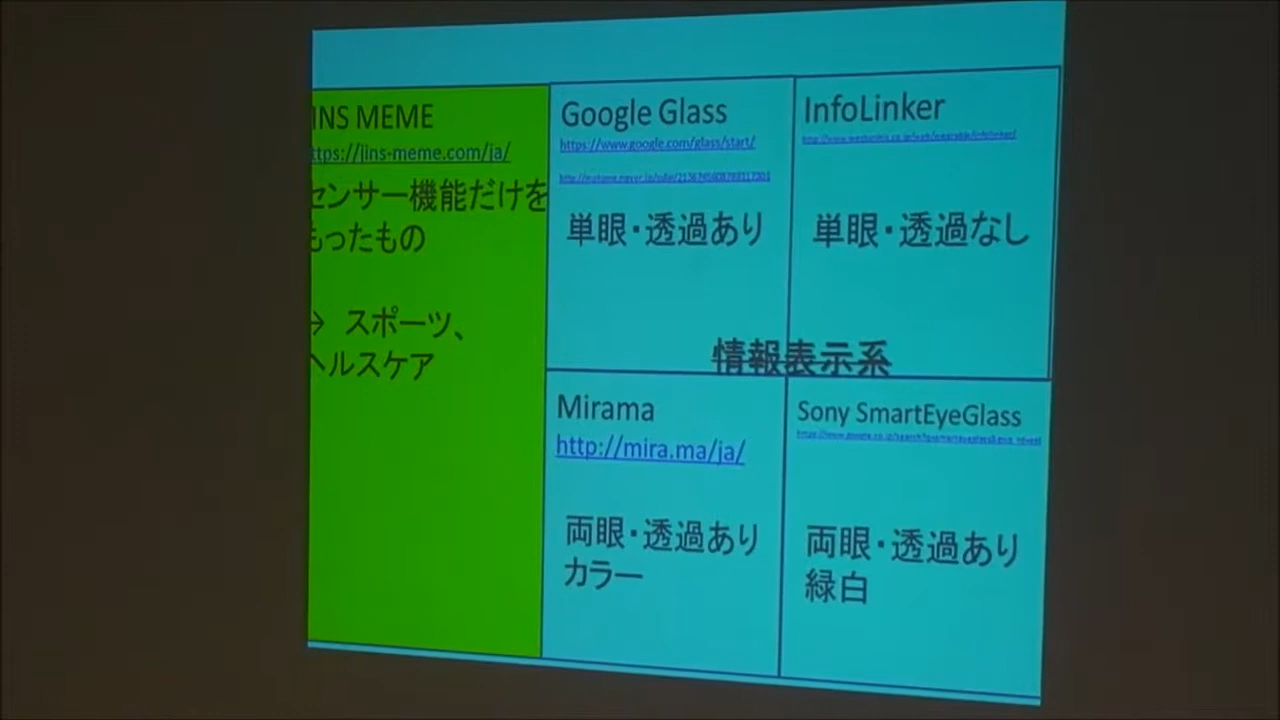 INS MEME
ttps://jins-meme.com/ja/
センサー機能だけを
もったもの
→ スポーツ、
ヘルスケア
Google Glass
https://www.google.com/glass/start/
単眼・透過あり
InfoLinker
単眼・透過なし
情報表示系
Mirama
http://mira.ma/ja/
両眼・透過あり
カラー
Sony SmartEyeGlass
両眼・透過あり
緑白